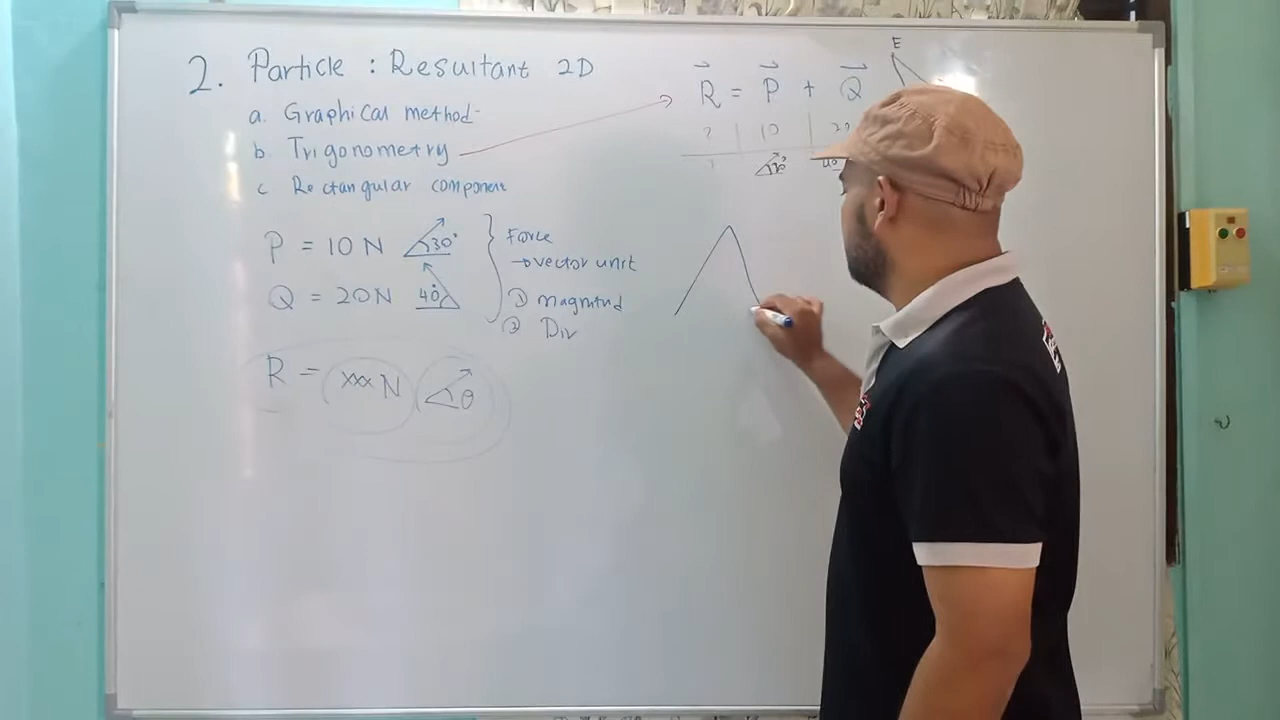 2. Particle : Resultant 2D
a. Graphical method
b. Trigonometry
c Rectangular component
P = 10 N 30°
Q = 20N 40°
Force
→ vector unit
① magnitud
② Dir
R = xxx N θ
R = P + Q
? 10 20
?
E